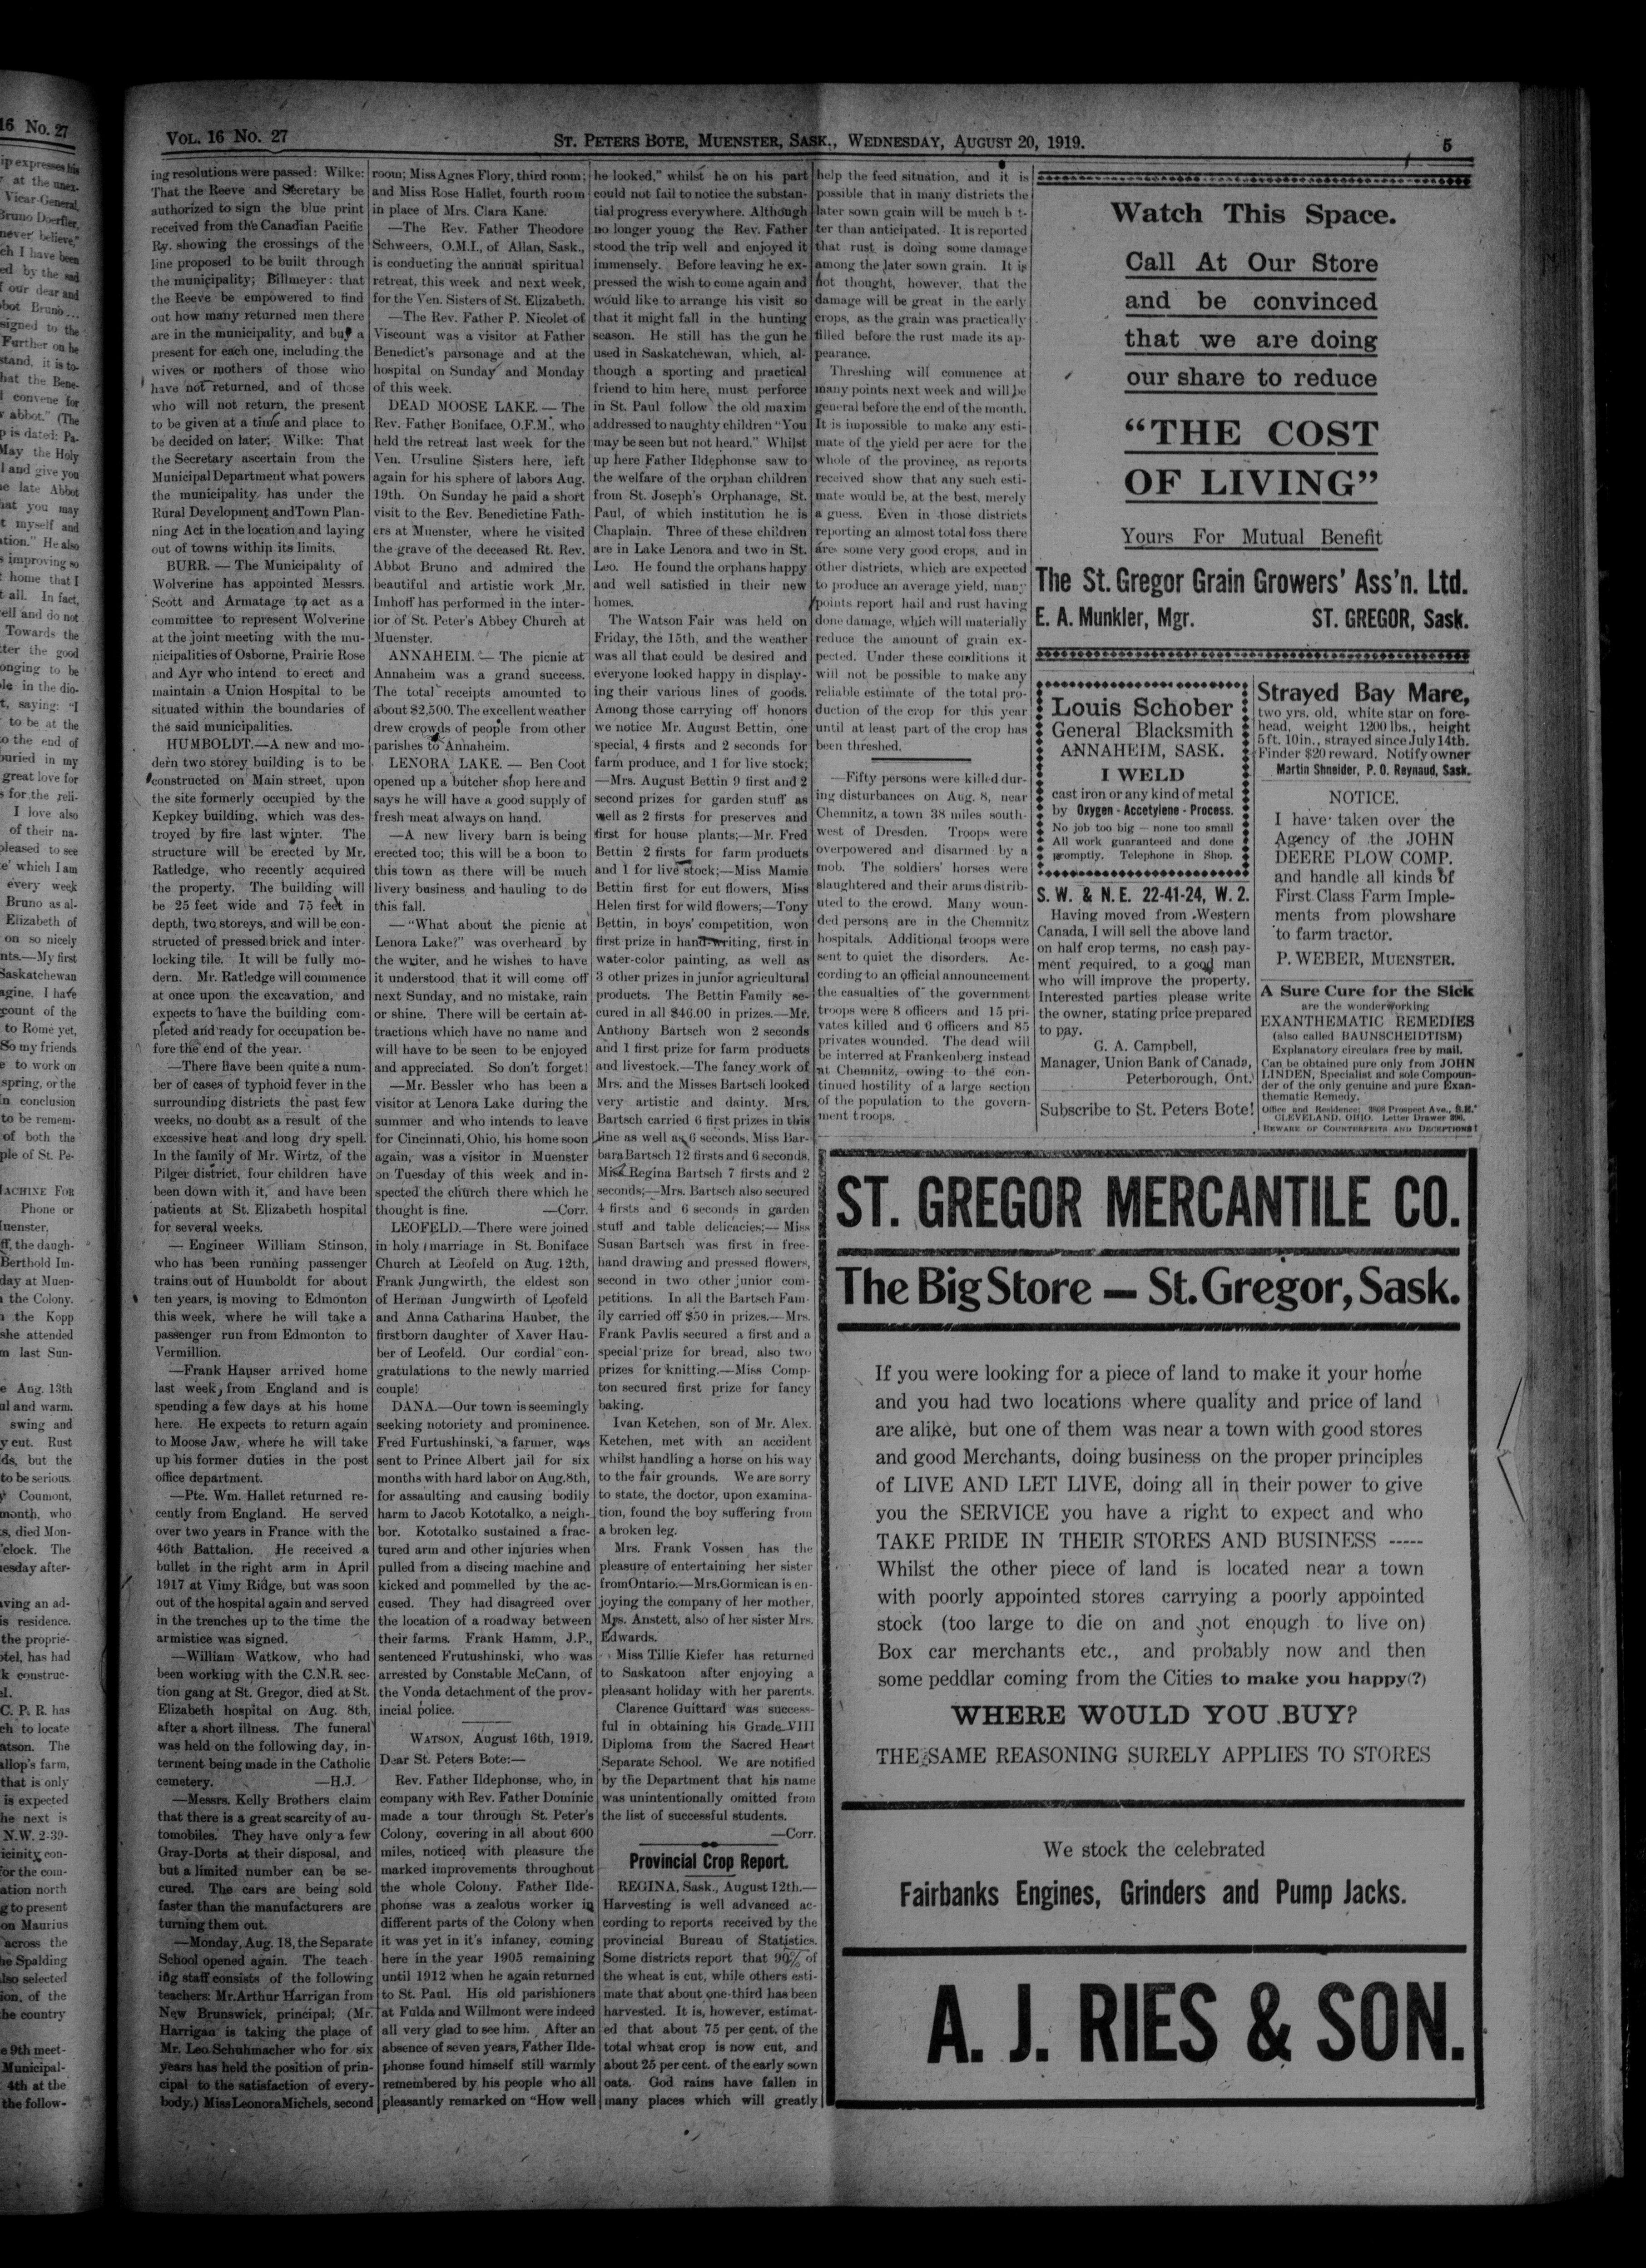 16 No. 27
VOL. 16 No. 27
ST. PETERS BOTE, MUENSTER, SASK., WEDNESDAY, AUGUST 20, 1919.
5
ing resolutions were passed: Wilke:
That the Reeve and Secretary be
authorized to sign the blue print
received from the Canadian Pacific
Ry. showing the crossings of the
line proposed to be built through
the municipality; Billmeyer: that
the Reeve be empowered to find
out how many returned men there
are in the municipality, and buy a
present for each one, including the
wives or mothers of those who
have not returned, and of those
who will not return, the present
to be given at a time and place to
be decided on later; Wilke: That
the Secretary ascertain from the
Municipal Department what powers
the municipality has under the
Rural Development and Town Plan-
ning Act in the location and laying
out of towns within its limits.
BURR. — The Municipality of
Wolverine has appointed Messrs.
Scott and Armatage to act as a
committee to represent Wolverine
at the joint meeting with the mu-
nicipalities of Osborne, Prairie Rose
and Ayr who intend to erect and
maintain a Union Hospital to be
situated within the boundaries of
the said municipalities.
HUMBOLDT.—A new and mo-
dern two storey building is to be
constructed on Main street, upon
the site formerly occupied by the
Kepkey building, which was des-
troyed by fire last winter. The
structure will be erected by Mr.
Ratledge, who recently acquired
the property. The building will
be 25 feet wide and 75 feet in
depth, two storeys, and will be con-
structed of pressed brick and inter-
locking tile. It will be fully mo-
dern. Mr. Ratledge will commence
at once upon the excavation, and
expects to have the building com-
pleted and ready for occupation be-
fore the end of the year.
—There have been quite a num-
ber of cases of typhoid fever in the
surrounding districts the past few
weeks, no doubt as a result of the
excessive heat and long dry spell.
In the family of Mr. Wirtz, of the
Pilger district, four children have
been down with it, and have been
patients at St. Elizabeth hospital
for several weeks.
— Engineer William Stinson,
who has been running passenger
trains out of Humboldt for about
ten years, is moving to Edmonton
this week, where he will take a
passenger run from Edmonton to
Vermillion.
—Frank Hauser arrived home
last week, from England and is
spending a few days at his home
here. He expects to return again
to Moose Jaw, where he will take
up his former duties in the post
office department.
—Pte. Wm. Hallet returned re-
cently from England. He served
over two years in France with the
46th Battalion. He received a
bullet in the right arm in April
1917 at Vimy Ridge, but was soon
out of the hospital again and served
in the trenches up to the time the
armistice was signed.
—William Watkow, who had
been working with the C.N.R. sec-
tion gang at St. Gregor, died at St.
Elizabeth hospital on Aug. 8th,
after a short illness. The funeral
was held on the following day, in-
terment being made in the Catholic
cemetery. —H.J.
—Messrs. Kelly Brothers claim
that there is a great scarcity of au-
tomobiles. They have only a few
Gray-Dorts at their disposal, and
but a limited number can be se-
cured. The cars are being sold
faster than the manufacturers are
turning them out.
—Monday, Aug. 18, the Separate
School opened again. The teach-
ing staff consists of the following
teachers: Mr. Arthur Harrigan from
New Brunswick, principal; (Mr.
Harrigan is taking the place of
Mr. Leo Schuhmacher who for six
years has held the position of prin-
cipal to the satisfaction of every-
body.) Miss Leonora Michels, second
room; Miss Agnes Flory, third room;
and Miss Rose Hallet, fourth room
in place of Mrs. Clara Kane.
—The Rev. Father Theodore
Schweers, O.M.I., of Allan, Sask.,
is conducting the annual spiritual
retreat, this week and next week,
for the Ven. Sisters of St. Elizabeth.
—The Rev. Father P. Nicolet of
Viscount was a visitor at Father
Benedict's parsonage and at the
hospital on Sunday and Monday
of this week.
DEAD MOOSE LAKE. — The
Rev. Father Boniface, O.F.M., who
held the retreat last week for the
Ven. Ursuline Sisters here, left
again for his sphere of labors Aug.
19th. On Sunday he paid a short
visit to the Rev. Benedictine Fath-
ers at Muenster, where he visited
the grave of the deceased Rt. Rev.
Abbot Bruno and admired the
beautiful and artistic work Mr.
Imhoff has performed in the inter-
ior of St. Peter's Abbey Church at
Muenster.
ANNAHEIM. — The picnic at
Annaheim was a grand success.
The total receipts amounted to
about $2,500. The excellent weather
drew crowds of people from other
parishes to Annaheim.
LENORA LAKE. — Ben Coot
opened up a butcher shop here and
says he will have a good supply of
fresh meat always on hand.
—A new livery barn is being
erected too; this will be a boon to
this town as there will be much
livery business and hauling to do
this fall.
— “What about the picnic at
Lenora Lake?” was overheard by
the writer, and he wishes to have
it understood that it will come off
next Sunday, and no mistake, rain
or shine. There will be certain at-
tractions which have no name and
will have to be seen to be enjoyed
and appreciated. So don't forget!
—Mr. Bessler who has been a
visitor at Lenora Lake during the
summer and who intends to leave
for Cincinnati, Ohio, his home soon
again, was a visitor in Muenster
on Tuesday of this week and in-
spected the church there which he
thought is fine. —Corr.
LEOFELD.—There were joined
in holy marriage in St. Boniface
Church at Leofeld on Aug. 12th,
Frank Jungwirth, the eldest son
of Herman Jungwirth of Leofeld
and Anna Catharina Hauber, the
firstborn daughter of Xaver Hau-
ber of Leofeld. Our cordial con-
gratulations to the newly married
couple!
DANA.—Our town is seemingly
seeking notoriety and prominence.
Fred Furtushinski, a farmer, was
sent to Prince Albert jail for six
months with hard labor on Aug. 8th,
for assaulting and causing bodily
harm to Jacob Kototalko, a neigh-
bor. Kototalko sustained a frac-
tured arm and other injuries when
pulled from a discing machine and
kicked and pommelled by the ac-
cused. They had disagreed over
the location of a roadway between
their farms. Frank Hamm, J.P.,
sentenced Frutushinski, who was
arrested by Constable McCann, of
the Vonda detachment of the prov-
incial police.
WATSON, August 16th, 1919.
Dear St. Peters Bote:—
Rev. Father Ildephonse, who, in
company with Rev. Father Dominic
made a tour through St. Peter's
Colony, covering in all about 600
miles, noticed with pleasure the
marked improvements throughout
the whole Colony. Father Ilde-
phonse was a zealous worker in
different parts of the Colony when
it was yet in it's infancy, coming
here in the year 1905 remaining
until 1912 when he again returned
to St. Paul. His old parishioners
at Fulda and Willmont were indeed
all very glad to see him. After an
absence of seven years, Father Ilde-
phonse found himself still warmly
remembered by his people who all
pleasantly remarked on “How well
he looked,” whilst he on his part
could not fail to notice the substan-
tial progress everywhere. Although
no longer young the Rev. Father
stood the trip well and enjoyed it
immensely. Before leaving he ex-
pressed the wish to come again and
would like to arrange his visit so
that it might fall in the hunting
season. He still has the gun he
used in Saskatchewan, which, al-
though a sporting and practical
friend to him here, must perforce
in St. Paul follow the old maxim
addressed to naughty children “You
may be seen but not heard.” Whilst
up here Father Ildephonse saw to
the welfare of the orphan children
from St. Joseph's Orphanage, St.
Paul, of which institution he is
Chaplain. Three of these children
are in Lake Lenora and two in St.
Leo. He found the orphans happy
and well satisfied in their new
homes.
The Watson Fair was held on
Friday, the 15th, and the weather
was all that could be desired and
everyone looked happy in display-
ing their various lines of goods.
Among those carrying off honors
we notice Mr. August Bettin, one
special, 4 firsts and 2 seconds for
farm produce, and 1 for live stock;
—Mrs. August Bettin 9 first and 2
second prizes for garden stuff as
well as 2 firsts for preserves and
first for house plants;—Mr. Fred
Bettin 2 firsts for farm products
and 1 for live stock;—Miss Mamie
Bettin first for cut flowers, Miss
Helen first for wild flowers;—Tony
Bettin, in boys' competition, won
first prize in hand-writing, first in
water-color painting, as well as
3 other prizes in junior agricultural
products. The Bettin Family se-
cured in all $46.00 in prizes.—Mr.
Anthony Bartsch won 2 seconds
and 1 first prize for farm products
and livestock.—The fancy work of
Mrs. and the Misses Bartsch looked
very artistic and dainty. Mrs.
Bartsch carried 6 first prizes in this
line as well as 6 seconds, Miss Bar-
bara Bartsch 12 firsts and 6 seconds,
Miss Regina Bartsch 7 firsts and 2
seconds;—Mrs. Bartsch also secured
4 firsts and 6 seconds in garden
stuff and table delicacies;— Miss
Susan Bartsch was first in free-
hand drawing and pressed flowers,
second in two other junior com-
petitions. In all the Bartsch Fam-
ily carried off $50 in prizes.—Mrs.
Frank Pavlis secured a first and a
special prize for bread, also two
prizes for knitting.—Miss Comp-
ton secured first prize for fancy
baking.
Ivan Ketchen, son of Mr. Alex.
Ketchen, met with an accident
whilst handling a horse on his way
to the fair grounds. We are sorry
to state, the doctor, upon examina-
tion, found the boy suffering from
a broken leg.
Mrs. Frank Vossen has the
pleasure of entertaining her sister
from Ontario.—Mrs. Gormican is en-
joying the company of her mother,
Mrs. Anstett, also of her sister Mrs.
Edwards.
Miss Tillie Kiefer has returned
to Saskatoon after enjoying a
pleasant holiday with her parents.
Clarence Guittard was success-
ful in obtaining his Grade VIII
Diploma from the Sacred Heart
Separate School. We are notified
by the Department that his name
was unintentionally omitted from
the list of successful students.
—Corr.
Provincial Crop Report.
REGINA, Sask., August 12th.—
Harvesting is well advanced ac-
cording to reports received by the
provincial Bureau of Statistics.
Some districts report that 90% of
the wheat is cut, while others esti-
mate that about one-third has been
harvested. It is, however, estimat-
ed that about 75 per cent. of the
total wheat crop is now cut, and
about 25 per cent. of the early sown
oats. God rains have fallen in
many places which will greatly
help the feed situation, and it is
possible that in many districts the
later sown grain will be much b t-
ter than anticipated. It is reported
that rust is doing some damage
among the later sown grain. It is
not thought, however, that the
damage will be great in the early
crops, as the grain was practically
filled before the rust made its ap-
pearance.
Threshing will commence at
many points next week and will be
general before the end of the month.
It is impossible to make any esti-
mate of the yield per acre for the
whole of the province, as reports
received show that any such esti-
mate would be, at the best, merely
a guess. Even in those districts
reporting an almost total loss there
are some very good crops, and in
other districts, which are expected
to produce an average yield, many
points report hail and rust having
done damage, which will materially
reduce the amount of grain ex-
pected. Under these conditions it
will not be possible to make any
reliable estimate of the total pro-
duction of the crop for this year
until at least part of the crop has
been threshed.
—Fifty persons were killed dur-
ing disturbances on Aug. 8, near
Chemnitz, a town 38 miles south-
west of Dresden. Troops were
overpowered and disarmed by a
mob. The soldiers' horses were
slaughtered and their arms distrib-
uted to the crowd. Many woun-
ded persons are in the Chemnitz
hospitals. Additional troops were
sent to quiet the disorders. Ac-
cording to an official announcement
the casualties of the government
troops were 8 officers and 15 pri-
vates killed and 6 officers and 85
privates wounded. The dead will
be interred at Frankenberg instead
at Chemnitz, owing to the con-
tinued hostility of a large section
of the population to the govern-
ment troops.
Watch This Space.
Call At Our Store
and be convinced
that we are doing
our share to reduce
“THE COST
OF LIVING”
Yours For Mutual Benefit
The St. Gregor Grain Growers' Ass'n. Ltd.
E. A. Munkler, Mgr. ST. GREGOR, Sask.
Louis Schober
General Blacksmith
ANNAHEIM, SASK.
I WELD
cast iron or any kind of metal
by Oxygen - Accetylene - Process.
No job too big — none too small
All work guaranteed and done
promptly. Telephone in Shop.
S. W. & N. E. 22-41-24, W. 2.
Having moved from Western
Canada, I will sell the above land
on half crop terms, no cash pay-
ment required, to a good man
who will improve the property.
Interested parties please write
the owner, stating price prepared
to pay.
G. A. Campbell,
Manager, Union Bank of Canada,
Peterborough, Ont.
Subscribe to St. Peters Bote!
Strayed Bay Mare,
two yrs. old, white star on fore-
head, weight 1200 lbs., height
5 ft. 10in., strayed since July 14th.
Finder $20 reward. Notify owner
Martin Shneider, P. O. Reynaud, Sask.
NOTICE.
I have taken over the
Agency of the JOHN
DEERE PLOW COMP.
and handle all kinds of
First Class Farm Imple-
ments from plowshare
to farm tractor.
P. WEBER, MUENSTER.
A Sure Cure for the Sick
are the wonderworking
EXANTHEMATIC REMEDIES
(also called BAUNSCHEIDTISM)
Explanatory circulars free by mail.
Can be obtained pure only from JOHN
LINDEN, Specialist and sole Compoun-
der of the only genuine and pure Exan-
thematic Remedy.
Office and Residence: 3808 Prospect Ave., S.E.
CLEVELAND, OHIO. Letter Drawer 396.
BEWARE OF COUNTERFEITS AND DECEPTIONS!
ST. GREGOR MERCANTILE CO.
The Big Store — St. Gregor, Sask.
If you were looking for a piece of land to make it your home
and you had two locations where quality and price of land
are alike, but one of them was near a town with good stores
and good Merchants, doing business on the proper principles
of LIVE AND LET LIVE, doing all in their power to give
you the SERVICE you have a right to expect and who
TAKE PRIDE IN THEIR STORES AND BUSINESS -----
Whilst the other piece of land is located near a town
with poorly appointed stores carrying a poorly appointed
stock (too large to die on and not enough to live on)
Box car merchants etc., and probably now and then
some peddlar coming from the Cities to make you happy(?)
WHERE WOULD YOU BUY?
THE SAME REASONING SURELY APPLIES TO STORES
We stock the celebrated
Fairbanks Engines, Grinders and Pump Jacks.
A. J. RIES & SON.